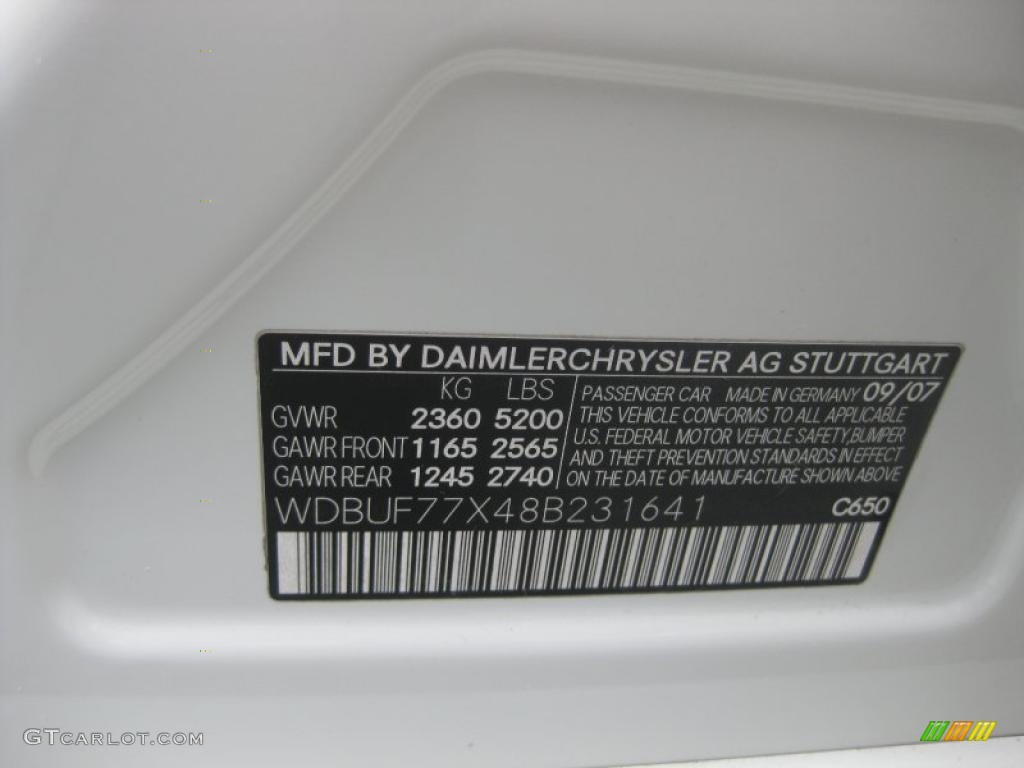 MFD BY DAIMLERCHRYSLER AG STUTTGART
KG LBS
GVWR 2360 5200
GAWR FRONT 1165 2565
GAWR REAR 1245 2740
PASSENGER CAR MADE IN GERMANY 09/07
THIS VEHICLE CONFORMS TO ALL APPLICABLE
U.S. FEDERAL MOTOR VEHICLE SAFETY, BUMPER
AND THEFT PREVENTION STANDARDS IN EFFECT
ON THE DATE OF MANUFACTURE SHOWN ABOVE
WDBUF77X48B231641 C650
GTCARLOT.COM